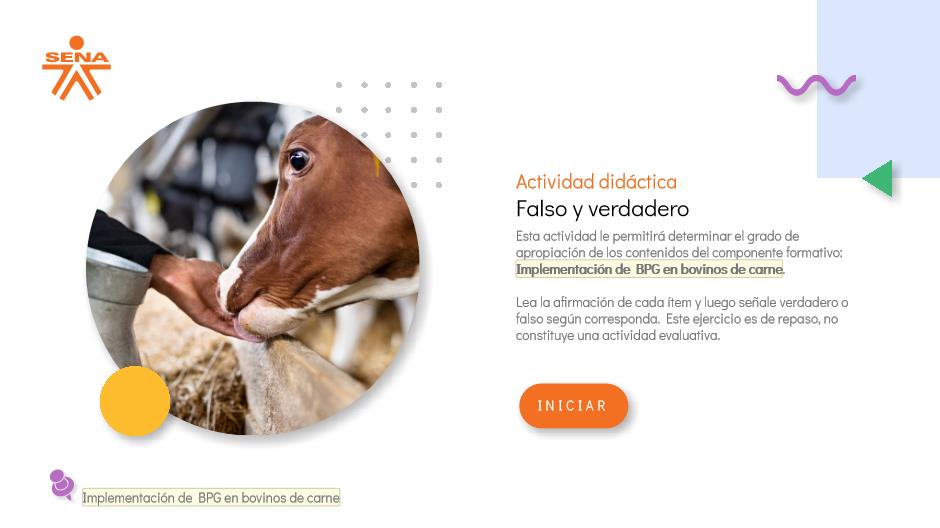 SENA
Actividad didáctica
Falso y verdadero
Esta actividad le permitirá determinar el grado de
apropiación de los contenidos del componente formativo:
Implementación de BPG en bovinos de carne.
Lea la afirmación de cada ítem y luego señale verdadero o
falso según corresponda. Este ejercicio es de repaso, no
constituye una actividad evaluativa.
INICIAR
Implementación de BPG en bovinos de carne